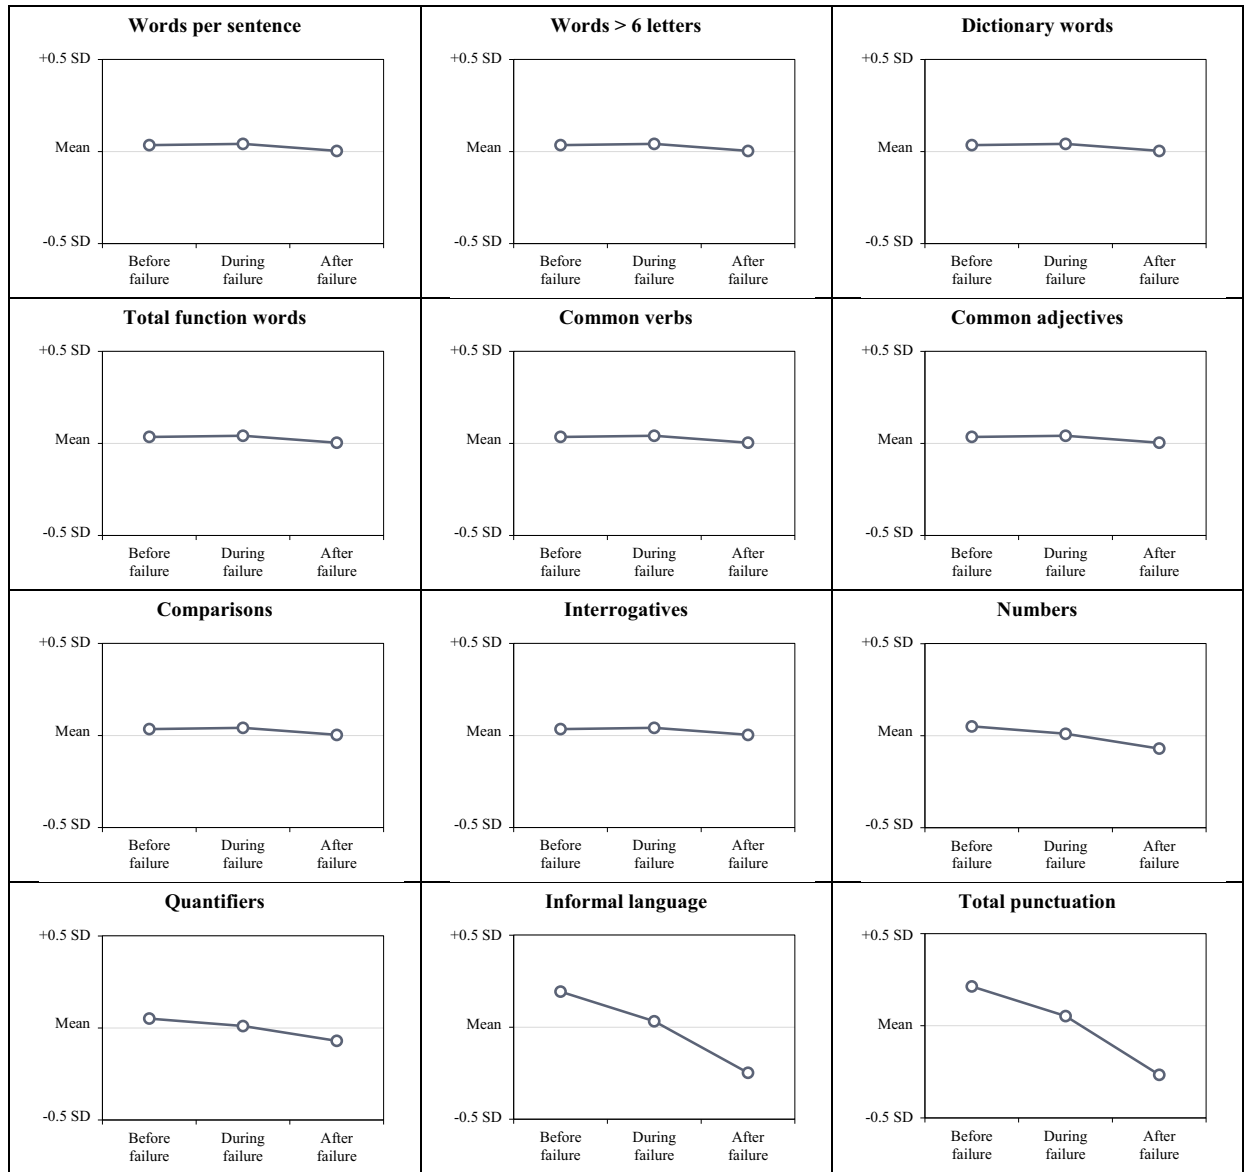 Words per sentence
+0.5 SD
Mean
-0.5 SD
Before failure
During failure
After failure
Words > 6 letters
+0.5 SD
Mean
-0.5 SD
Before failure
During failure
After failure
Dictionary words
+0.5 SD
Mean
-0.5 SD
Before failure
During failure
After failure
Total function words
+0.5 SD
Mean
-0.5 SD
Before failure
During failure
After failure
Common verbs
+0.5 SD
Mean
-0.5 SD
Before failure
During failure
After failure
Common adjectives
+0.5 SD
Mean
-0.5 SD
Before failure
During failure
After failure
Comparisons
+0.5 SD
Mean
-0.5 SD
Before failure
During failure
After failure
Interrogatives
+0.5 SD
Mean
-0.5 SD
Before failure
During failure
After failure
Numbers
+0.5 SD
Mean
-0.5 SD
Before failure
During failure
After failure
Quantifiers
+0.5 SD
Mean
-0.5 SD
Before failure
During failure
After failure
Informal language
+0.5 SD
Mean
-0.5 SD
Before failure
During failure
After failure
Total punctuation
+0.5 SD
Mean
-0.5 SD
Before failure
During failure
After failure